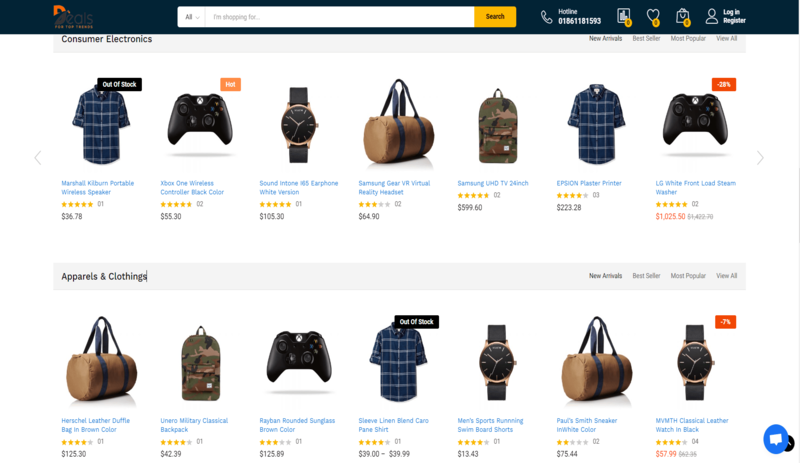 Deals
FOR TOP TRENDS
All
I'm shopping for...
Search
Hotline
01861181593
0
0
0
Log in
Register
Consumer Electronics
New Arrivals
Best Seller
Most Popular
View All
Out Of Stock
Hot
-28%
Marshall Kilburn Portable
Wireless Speaker
01
$36.78
Xbox One Wireless
Controller Black Color
02
$55.30
Sound Intone I65 Earphone
White Version
01
$105.30
Samsung Gear VR Virtual
Reality Headset
02
$64.90
Samsung UHD TV 24inch
02
$599.60
EPSION Plaster Printer
03
$223.28
LG White Front Load Steam
Washer
02
$1,025.50 $1,422.70
Apparels & Clothings
New Arrivals
Best Seller
Most Popular
View All
Out Of Stock
-7%
Herschel Leather Duffle
Bag In Brown Color
01
$125.30
Unero Military Classical
Backpack
01
$42.39
Rayban Rounded Sunglass
Brown Color
01
$125.89
Sleeve Linen Blend Caro
Pane Shirt
01
$39.00 – $39.99
Men's Sports Runnning
Swim Board Shorts
01
$13.43
Paul's Smith Sneaker
InWhite Color
02
$75.44
MVMTH Classical Leather
Watch In Black
04
$57.99 $62.35